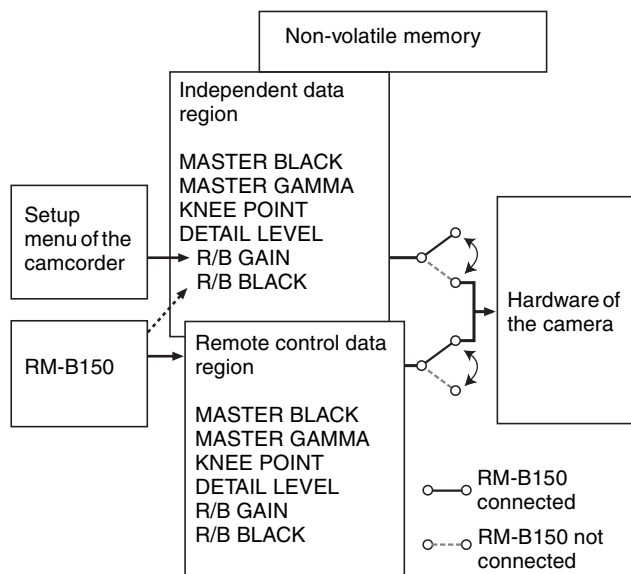 Non-volatile memory
Independent data
region
MASTER BLACK
MASTER GAMMA
KNEE POINT
DETAIL LEVEL
R/B GAIN
R/B BLACK
Setup
menu of the
camcorder
RM-B150
Remote control data
region
MASTER BLACK
MASTER GAMMA
KNEE POINT
DETAIL LEVEL
R/B GAIN
R/B BLACK
Hardware of
the camera
RM-B150
connected
RM-B150 not
connected